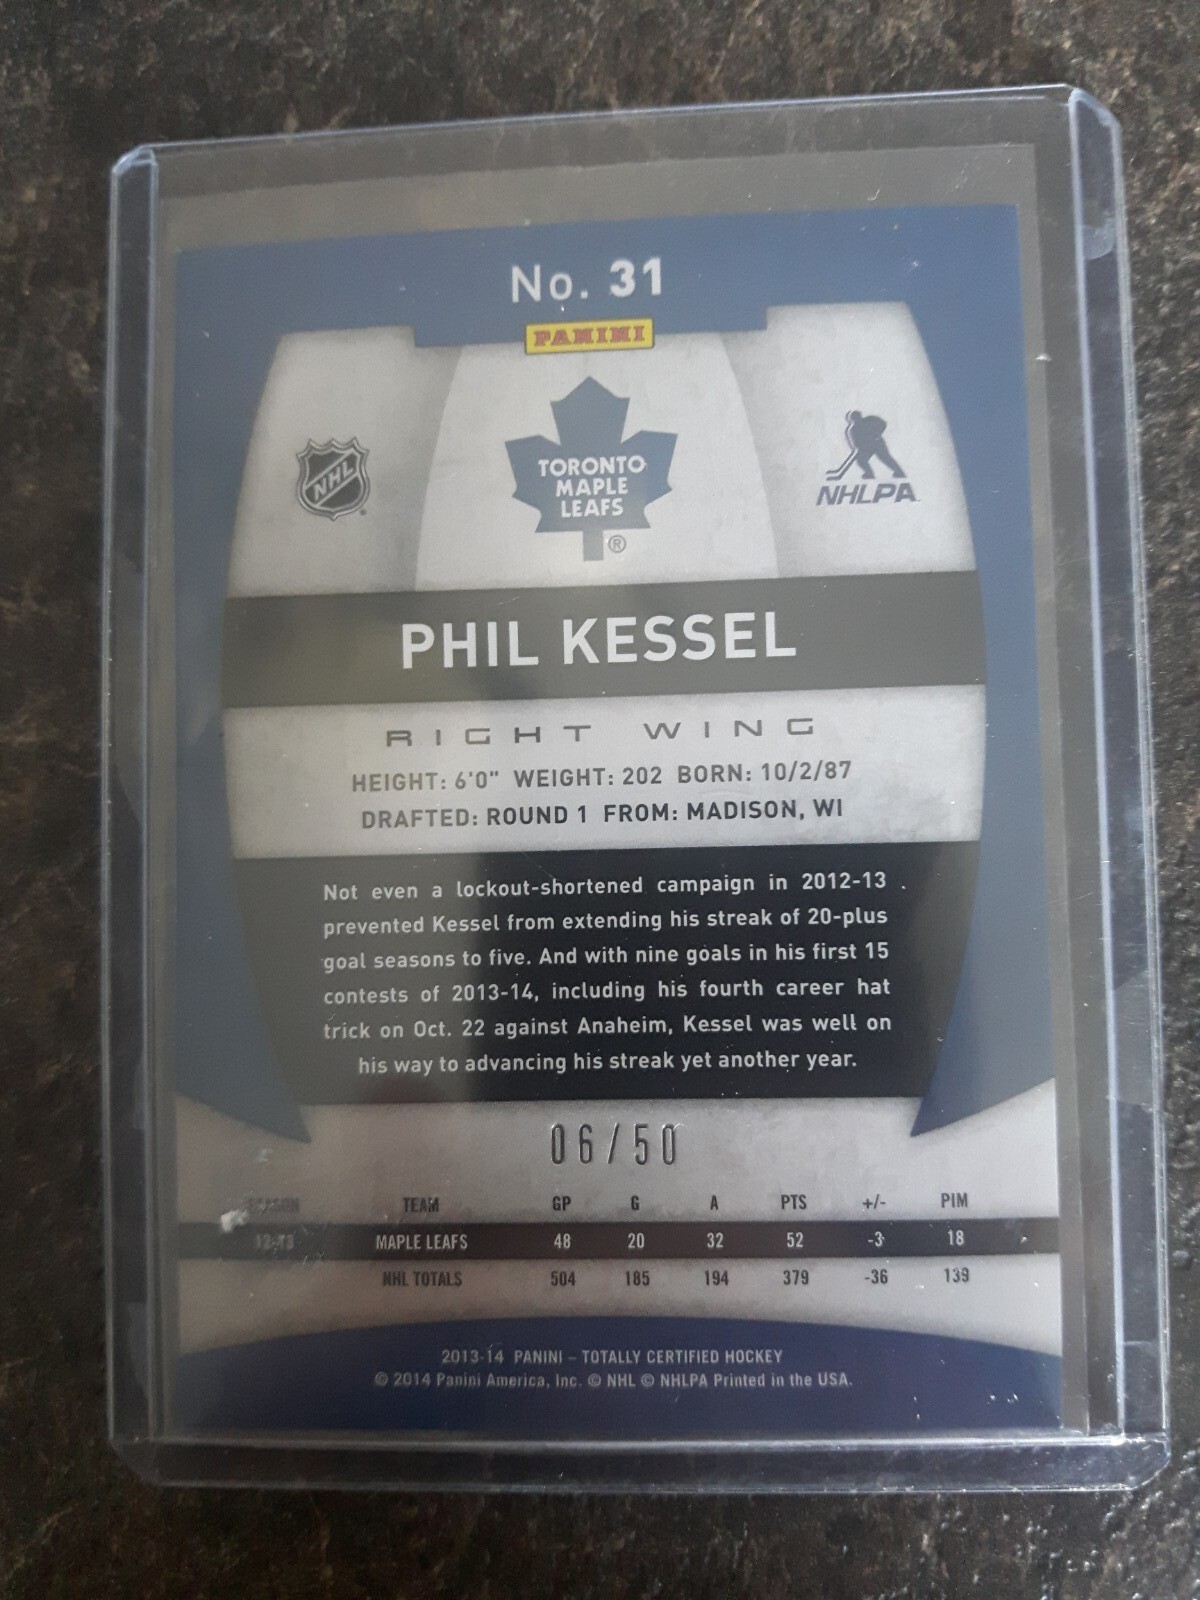 No. 31
PANINI
NHL
TORONTO
MAPLE
LEAFS
®
NHLPA
PHIL KESSEL
RIGHT WING
HEIGHT: 6'0" WEIGHT: 202 BORN: 10/2/87
DRAFTED: ROUND 1 FROM: MADISON, WI
Not even a lockout-shortened campaign in 2012-13
prevented Kessel from extending his streak of 20-plus
goal seasons to five. And with nine goals in his first 15
contests of 2013-14, including his fourth career hat
trick on Oct. 22 against Anaheim, Kessel was well on
his way to advancing his streak yet another year.
06/50
SEASON TEAM GP G A PTS +/- PIM
12-13 MAPLE LEAFS 48 20 32 52 -3 18
NHL TOTALS 504 185 194 379 -36 139
2013-14 PANINI – TOTALLY CERTIFIED HOCKEY
© 2014 Panini America, Inc. © NHL © NHLPA Printed in the USA.